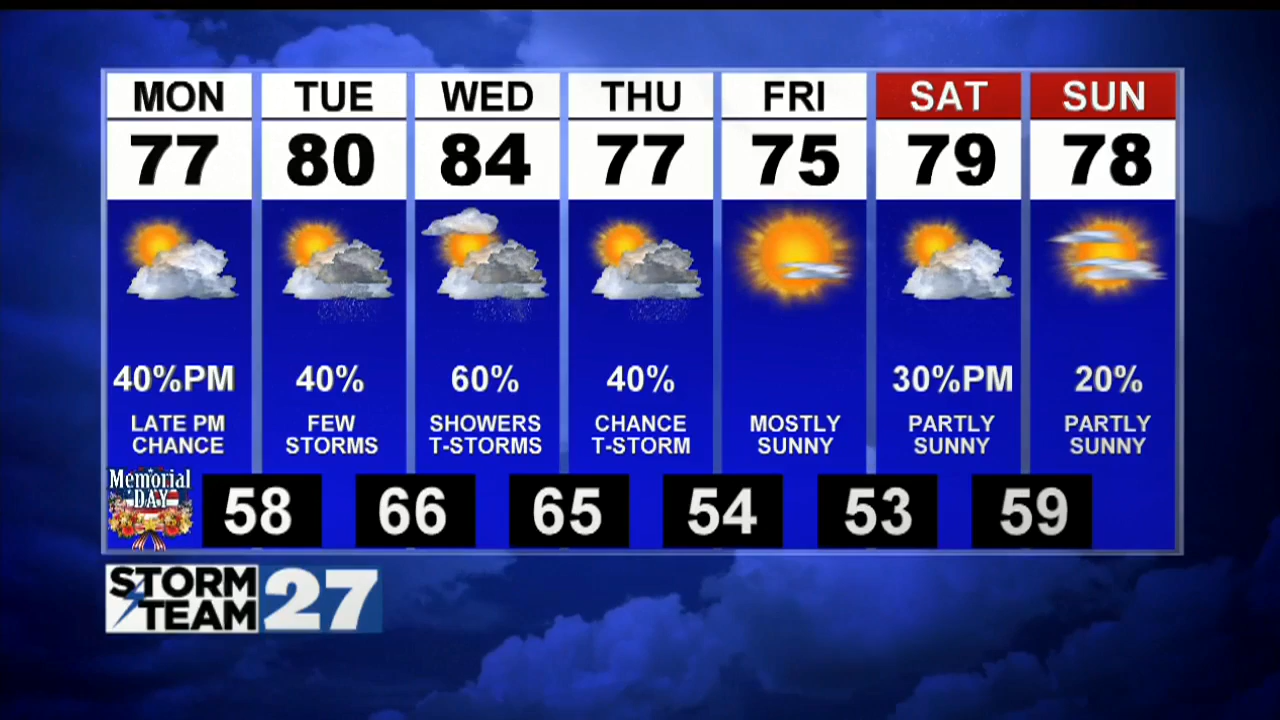 MON TUE WED THU FRI SAT SUN
77 80 84 77 75 79 78
40%PM 40% 60% 40% 30%PM 20%
LATE PM FEW SHOWERS CHANCE MOSTLY PARTLY PARTLY
CHANCE STORMS T-STORMS T-STORM SUNNY SUNNY SUNNY
Memorial
DAY
58 66 65 54 53 59
STORM
TEAM
27